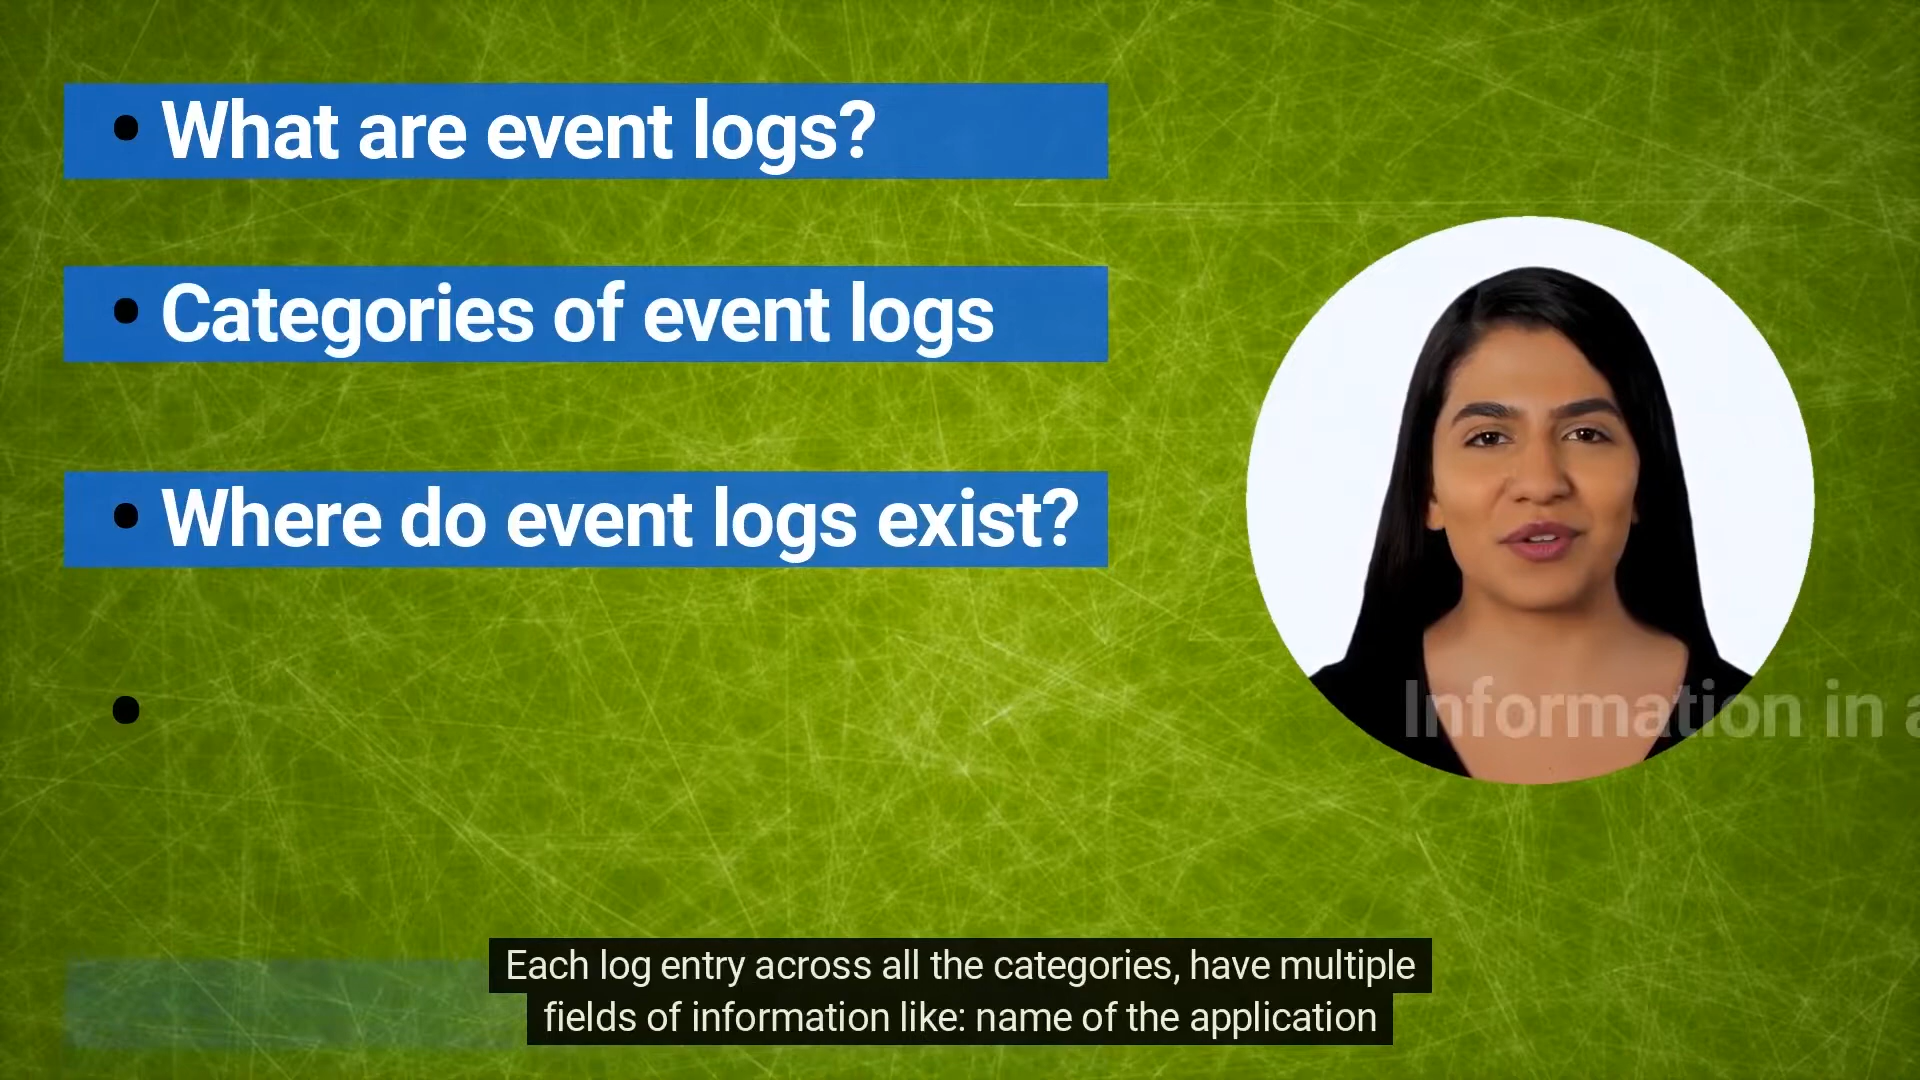 • What are event logs?
• Categories of event logs
• Where do event logs exist?
•
Information in a
Each log entry across all the categories, have multiple
fields of information like: name of the application